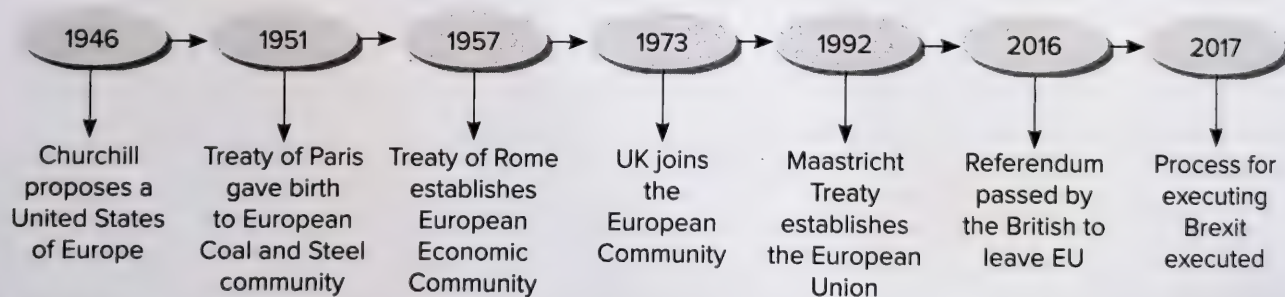 1946
1951
1957
1973
1992
2016
2017
Churchill
proposes a
United States
of Europe
Treaty of Paris
gave birth
to European
Coal and Steel
community
Treaty of Rome
establishes
European
Economic
Community
UK joins
the
European
Community
Maastricht
Treaty
establishes
the European
Union
Referendum
passed by
the British to
leave EU
Process for
executing
Brexit
executed